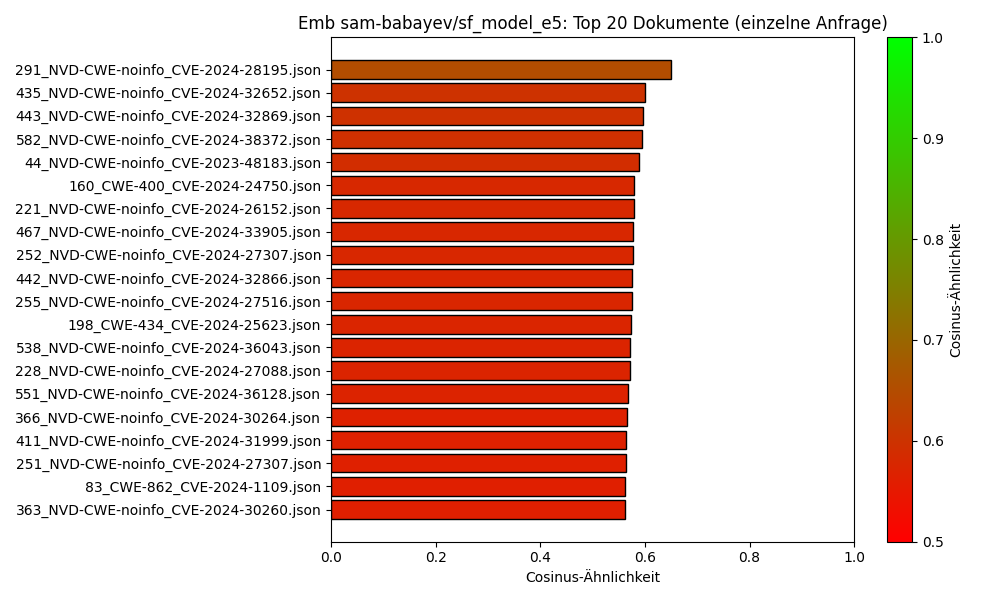 Emb sam-babayev/sf_model_e5: Top 20 Dokumente (einzelne Anfrage)
291_NVD-CWE-noinfo_CVE-2024-28195.json
435_NVD-CWE-noinfo_CVE-2024-32652.json
443_NVD-CWE-noinfo_CVE-2024-32869.json
582_NVD-CWE-noinfo_CVE-2024-38372.json
44_NVD-CWE-noinfo_CVE-2023-48183.json
160_CWE-400_CVE-2024-24750.json
221_NVD-CWE-noinfo_CVE-2024-26152.json
467_NVD-CWE-noinfo_CVE-2024-33905.json
252_NVD-CWE-noinfo_CVE-2024-27307.json
442_NVD-CWE-noinfo_CVE-2024-32866.json
255_NVD-CWE-noinfo_CVE-2024-27516.json
198_CWE-434_CVE-2024-25623.json
538_NVD-CWE-noinfo_CVE-2024-36043.json
228_NVD-CWE-noinfo_CVE-2024-27088.json
551_NVD-CWE-noinfo_CVE-2024-36128.json
366_NVD-CWE-noinfo_CVE-2024-30264.json
411_NVD-CWE-noinfo_CVE-2024-31999.json
251_NVD-CWE-noinfo_CVE-2024-27307.json
83_CWE-862_CVE-2024-1109.json
363_NVD-CWE-noinfo_CVE-2024-30260.json
0.0 0.2 0.4 0.6 0.8 1.0
Cosinus-Ähnlichkeit
1.0
0.9
0.8
0.7
0.6
0.5
Cosinus-Ähnlichkeit